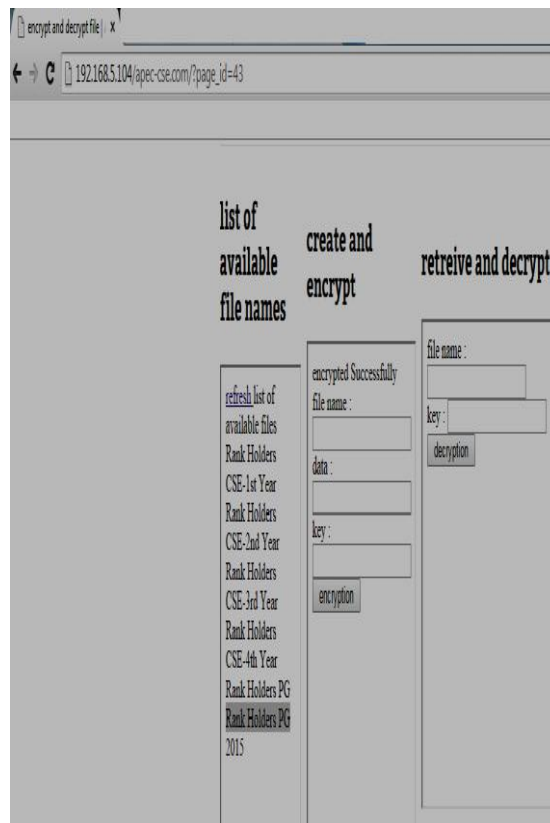 encrypt and decrypt file |
192.168.5.104/apec-cse.com/?page_id=43
list of
available
file names
refresh list of
available files
Rank Holders
CSE-1st Year
Rank Holders
CSE-2nd Year
Rank Holders
CSE-3rd Year
Rank Holders
CSE-4th Year
Rank Holders PG
Rank Holders PG
2015
create and
encrypt
encrypted Successfully
file name :
data :
key :
encryption
retreive and decrypt
file name :
key :
decryption